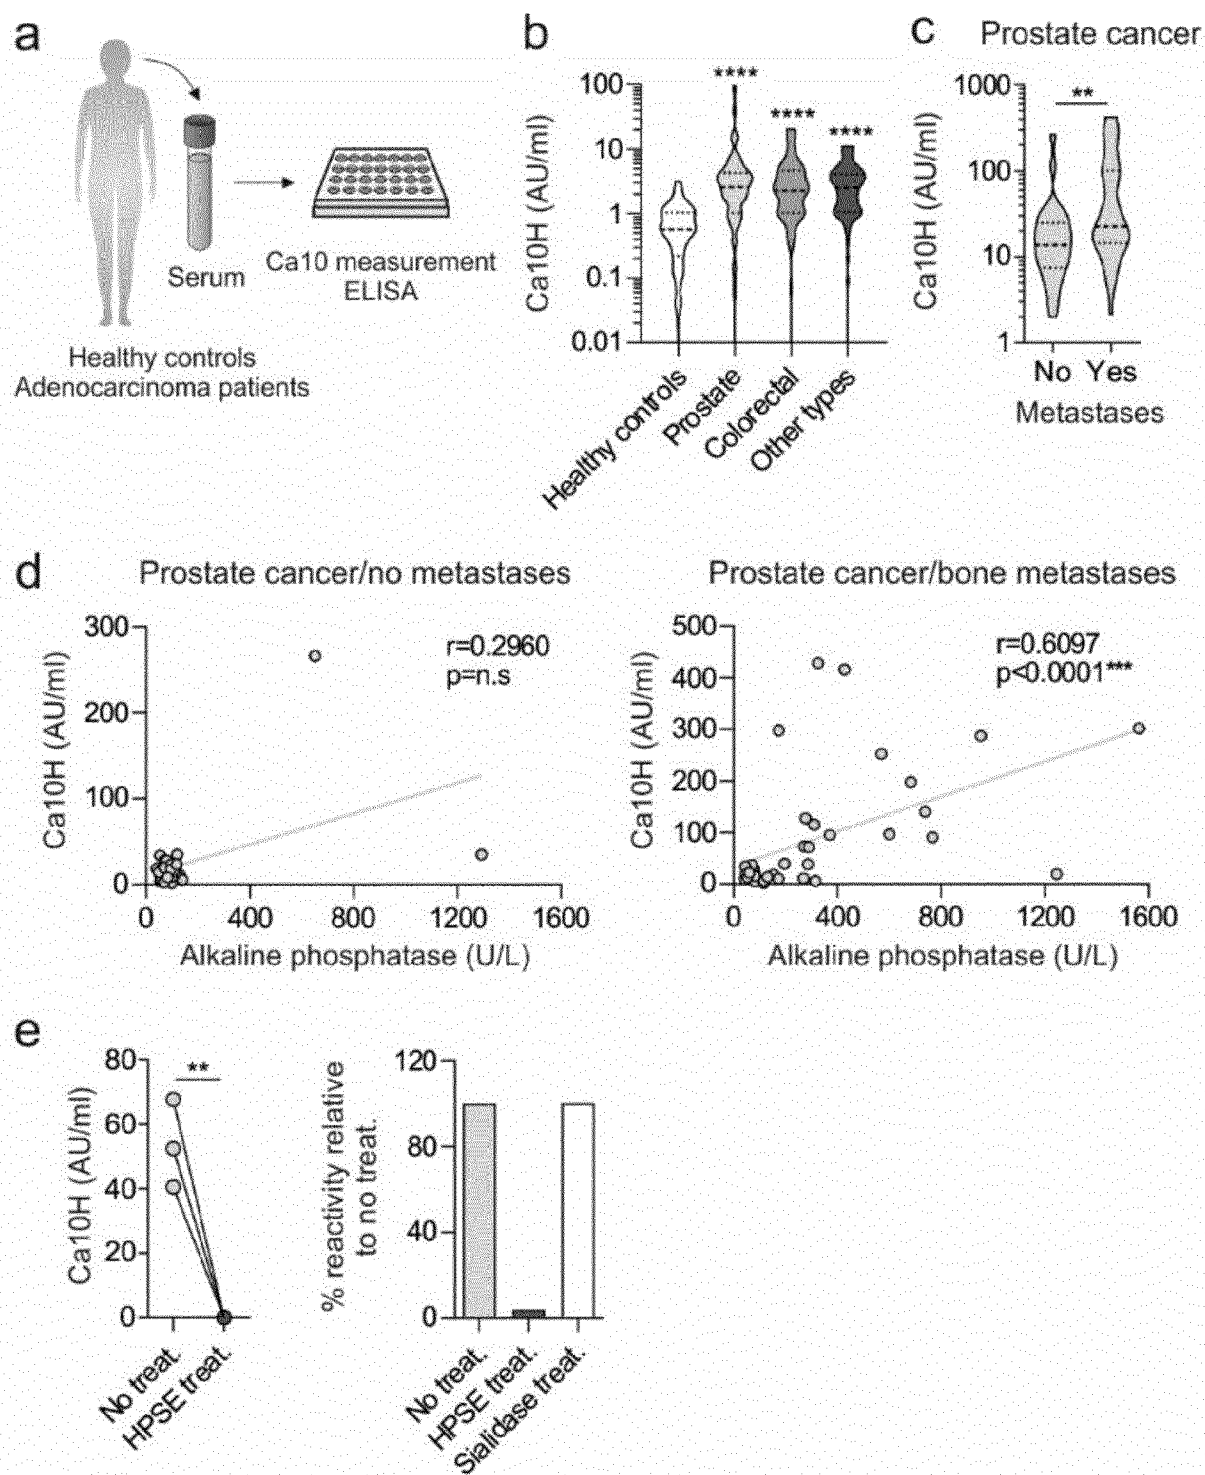 a
Serum
Ca10 measurement
ELISA
Healthy controls
Adenocarcinoma patients
b
Ca10H (AU/ml)
100
10
1
0.1
0.01
****
****
****
Healthy controls
Prostate
Colorectal
Other types
c
Prostate cancer
Ca10H (AU/ml)
1000
100
10
1
**
No Yes
Metastases
d
Prostate cancer/no metastases
Ca10H (AU/ml)
300
200
100
0
r=0.2960
p=n.s
0 400 800 1200 1600
Alkaline phosphatase (U/L)
Prostate cancer/bone metastases
Ca10H (AU/ml)
500
400
300
200
100
0
r=0.6097
p<0.0001***
0 400 800 1200 1600
Alkaline phosphatase (U/L)
e
Ca10H (AU/ml)
80
60
40
20
0
**
No treat.
HPSE treat.
% reactivity relative
to no treat.
120
80
40
0
No treat.
HPSE treat.
Sialidase treat.